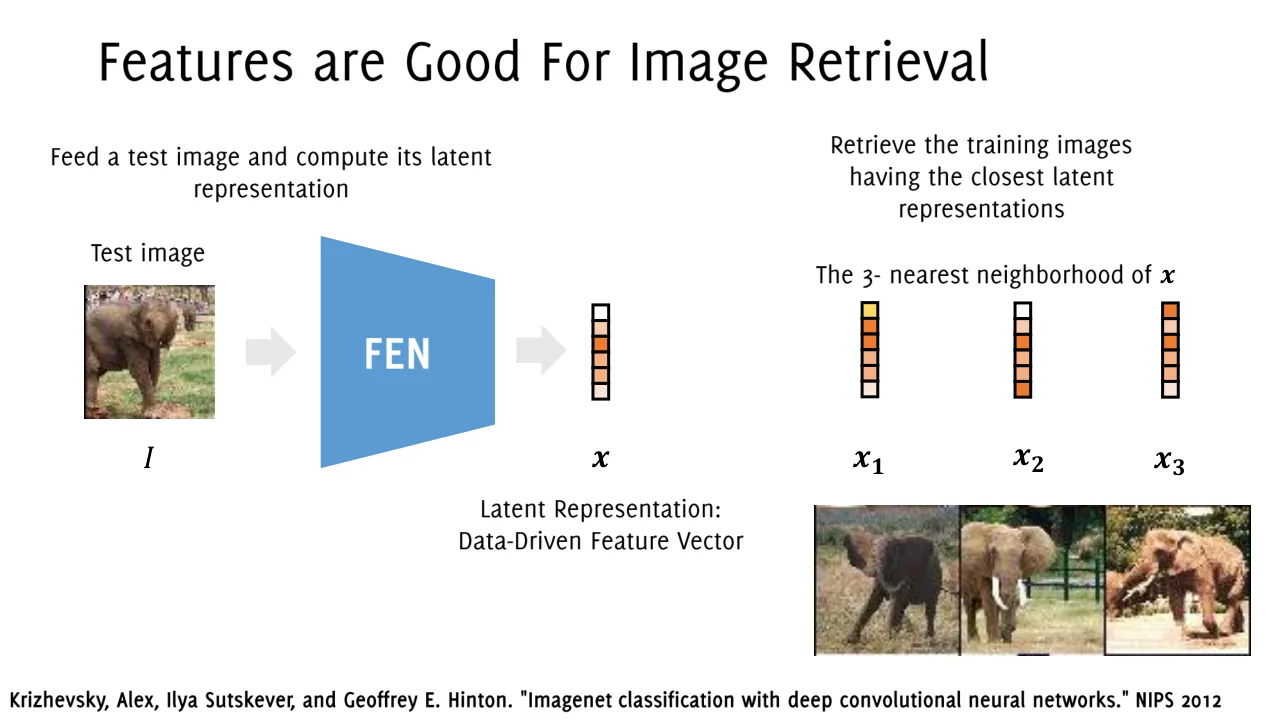 Features are Good For Image Retrieval
Feed a test image and compute its latent
representation
Test image
I
FEN
x
Latent Representation:
Data-Driven Feature Vector
Retrieve the training images
having the closest latent
representations
The 3- nearest neighborhood of x
x₁ x₂ x₃
Krizhevsky, Alex, Ilya Sutskever, and Geoffrey E. Hinton. "Imagenet classification with deep convolutional neural networks." NIPS 2012